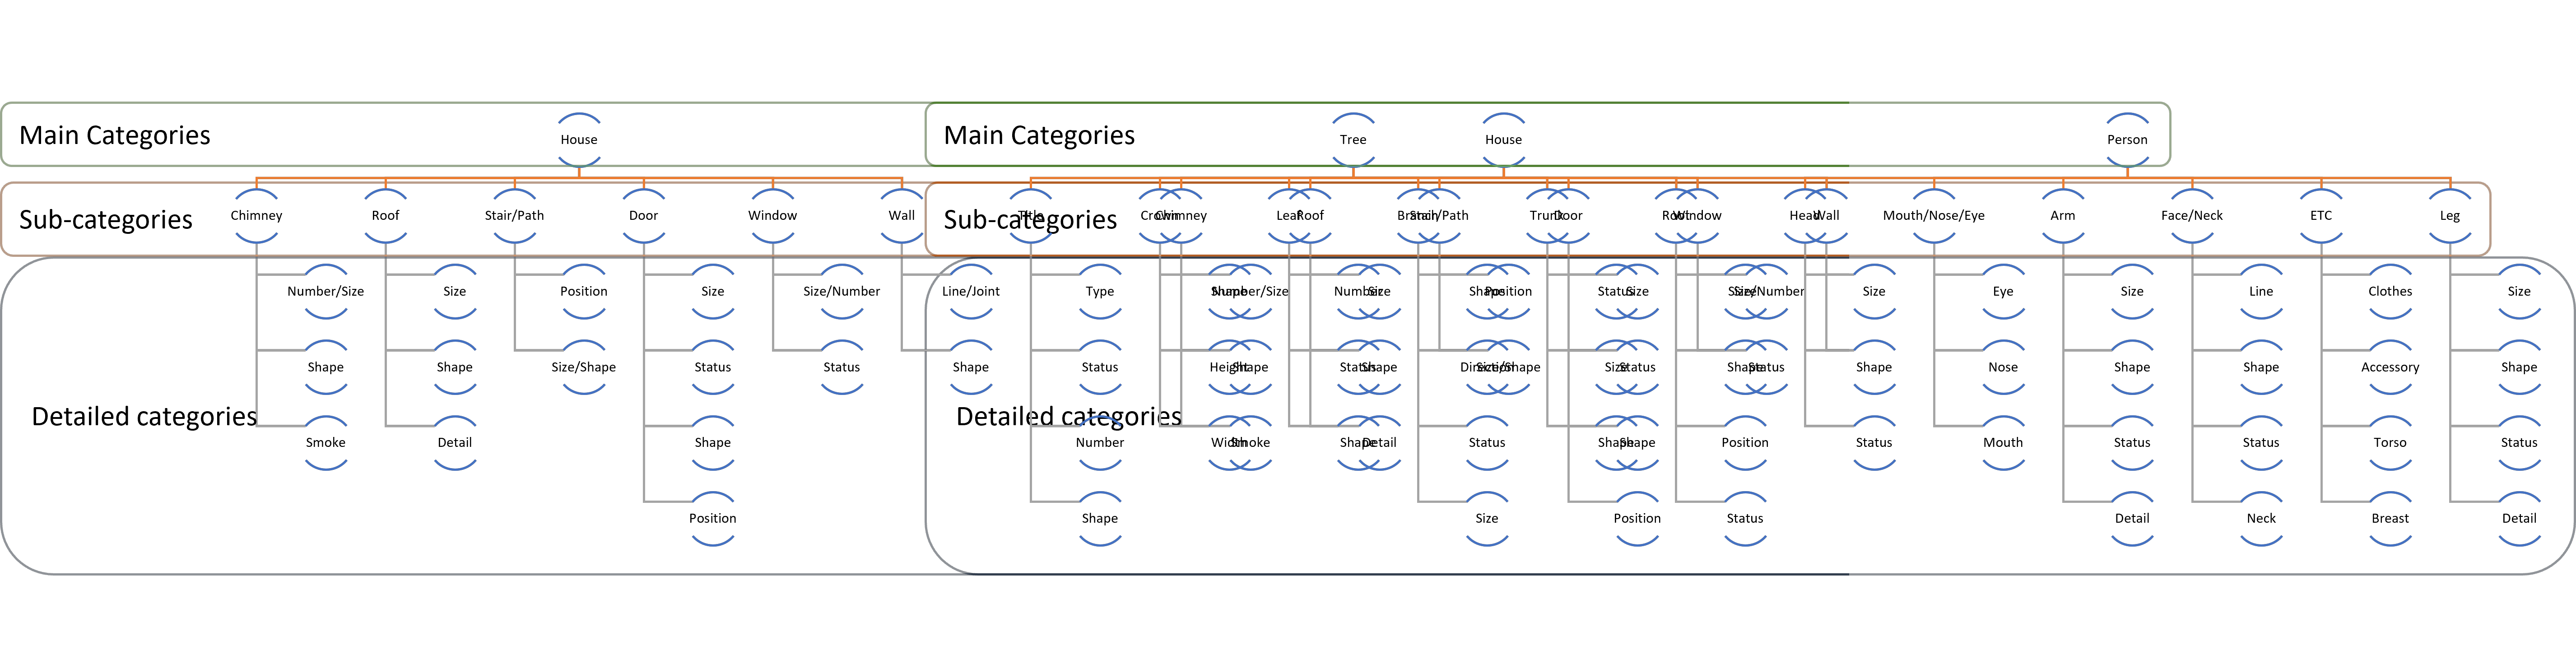 Main Categories House Main Categories Tree House Person
Sub-categories Chimney Roof Stair/Path Door Window Wall Sub-categories Title Crown Chimney Leaf Roof Branch Stair/Path Trunk Door Root Window Head Wall Mouth/Nose/Eye Arm Face/Neck ETC Leg
Number/Size Size Position Size Size/Number Line/Joint Type Shape Number/Size Number Size Shape Position Status Size Size Size/Number Size Eye Size Line Clothes Size
Shape Shape Size/Shape Status Status Shape Status Height Shape Status Shape Direction Size/Shape Size Status Shape Status Shape Nose Shape Shape Accessory Shape
Detailed categories Detailed categories
Smoke Detail Shape Number Width Smoke Shape Detail Status Shape Shape Position Status Mouth Status Status Torso Status
Position Shape Size Position Status Detail Neck Breast Detail